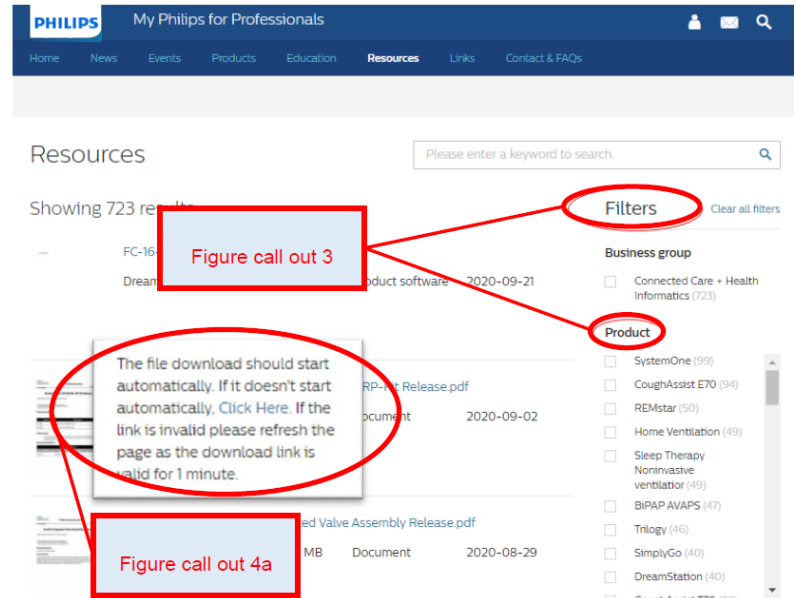 PHILIPS
My Philips for Professionals
Home News Events Products Education Resources Links Contact & FAQs
Resources
Please enter a keyword to search.
Showing 723 results
Filters
Clear all filters
FC-16-
Figure call out 3
Business group
Dream
oduct software 2020-09-21
Connected Care + Health
Informatics (723)
Product
The file download should start
automatically. If it doesn't start
automatically, Click Here. If the
link is invalid please refresh the
page as the download link is
valid for 1 minute.
RP-Kit Release.pdf
ocument 2020-09-02
SystemOne (99)
CoughAssist E70 (94)
REMstar (50)
Home Ventilation (49)
Sleep Therapy
Noninvasive
ventilatior (49)
BiPAP AVAPS (47)
Trilogy (46)
SimplyGo (40)
DreamStation (40)
ted Valve Assembly Release.pdf
MB Document 2020-08-29
Figure call out 4a